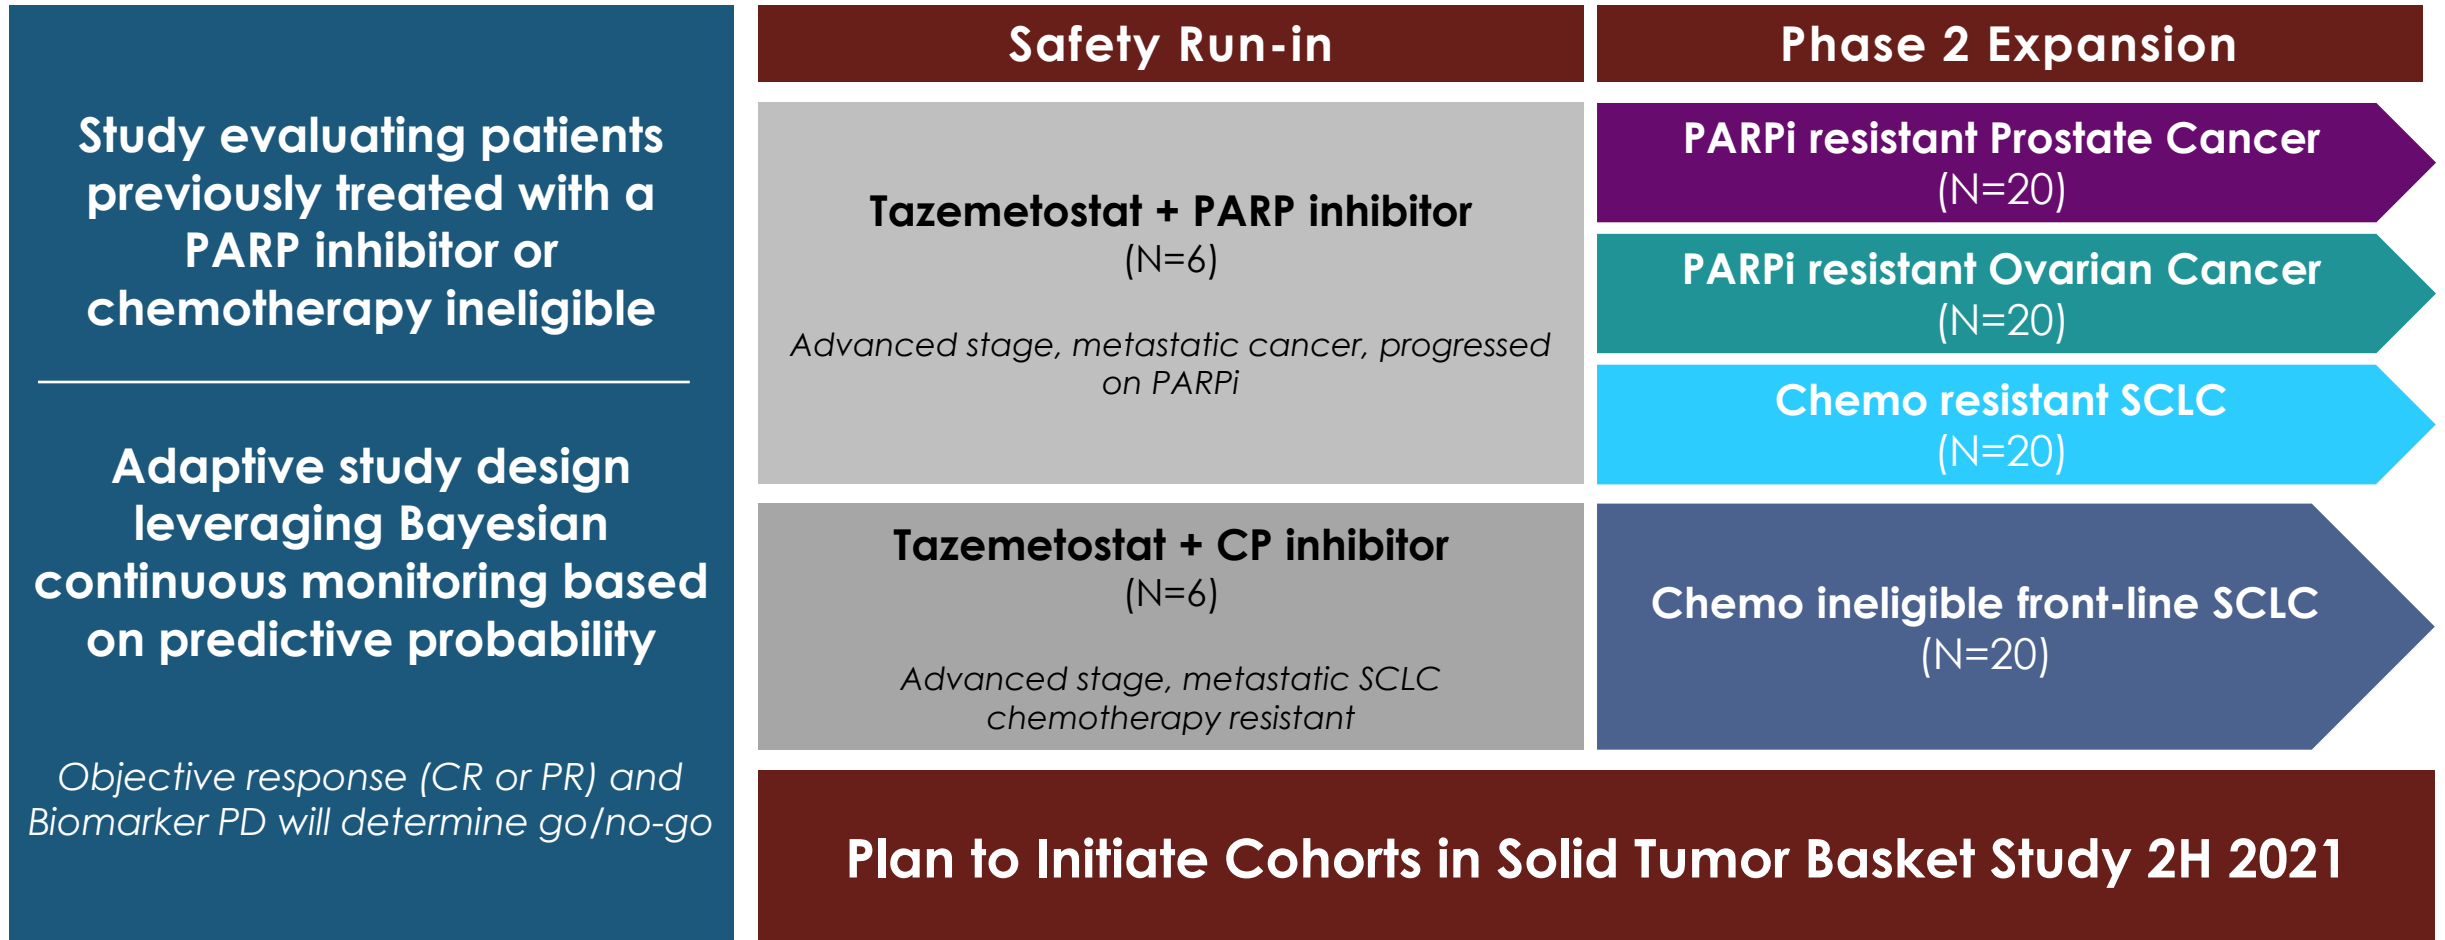 Study evaluating patients
previously treated with a
PARP inhibitor or
chemotherapy ineligible
Adaptive study design
leveraging Bayesian
continuous monitoring based
on predictive probability
Objective response (CR or PR) and
Biomarker PD will determine go/no-go
Safety Run-in
Tazemetostat + PARP inhibitor
(N=6)
Advanced stage, metastatic cancer, progressed
on PARPi
Tazemetostat + CP inhibitor
(N=6)
Advanced stage, metastatic SCLC
chemotherapy resistant
Phase 2 Expansion
PARPi resistant Prostate Cancer
(N=20)
PARPi resistant Ovarian Cancer
(N=20)
Chemo resistant SCLC
(N=20)
Chemo ineligible front-line SCLC
(N=20)
Plan to Initiate Cohorts in Solid Tumor Basket Study 2H 2021